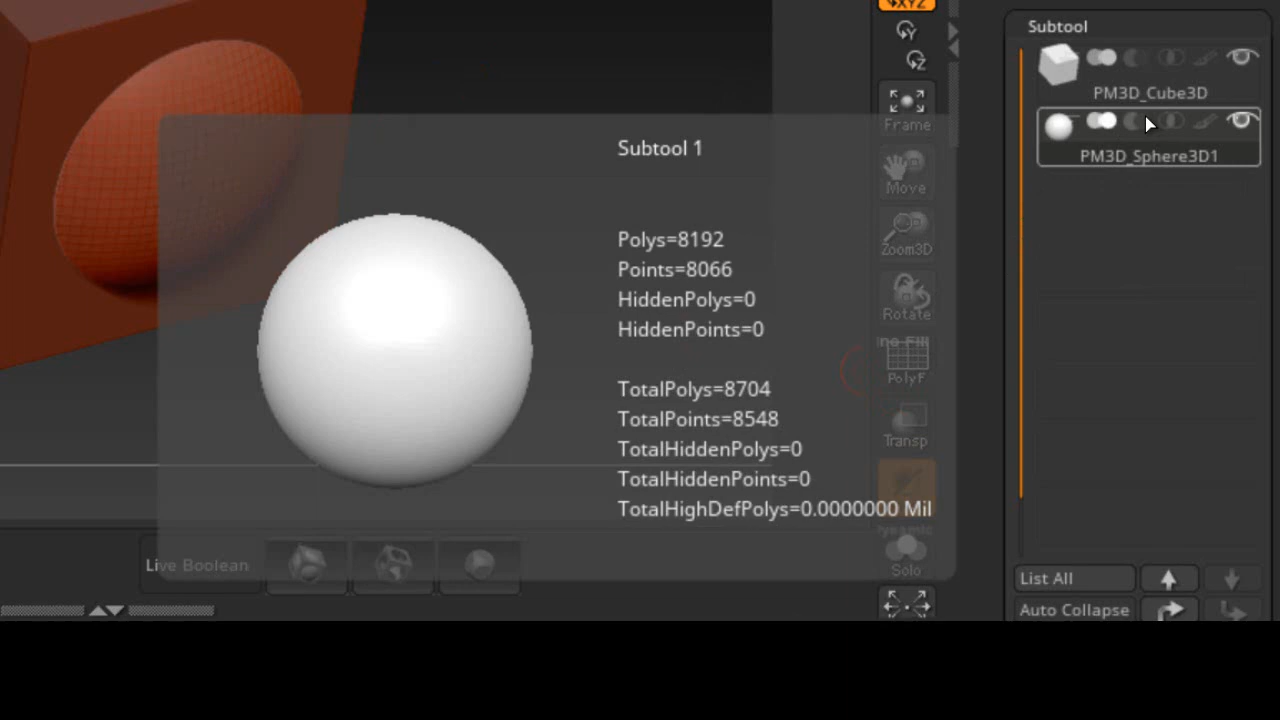 XYZ
Y
Z
Frame
Move
Zoom3D
Rotate
PolyF
Transp
Solo
Subtool
PM3D_Cube3D
PM3D_Sphere3D1
List All
Auto Collapse
Subtool 1
Polys=8192
Points=8066
HiddenPolys=0
HiddenPoints=0
TotalPolys=8704
TotalPoints=8548
TotalHiddenPolys=0
TotalHiddenPoints=0
TotalHighDefPolys=0.0000000 Mil
Live Boolean